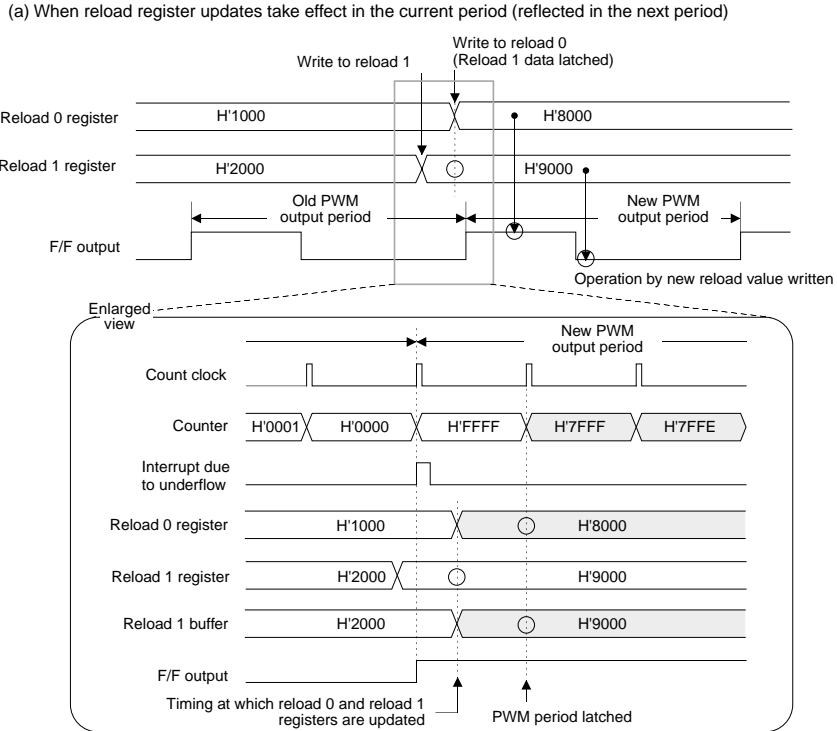 (a) When reload register updates take effect in the current period (reflected in the next period)
Write to reload 1
Write to reload 0
(Reload 1 data latched)
Reload 0 register
H'1000
H'8000
Reload 1 register
H'2000
H'9000
Old PWM
output period
New PWM
output period
F/F output
Operation by new reload value written
Enlarged
view
New PWM
output period
Count clock
Counter
H'0001
H'0000
H'FFFF
H'7FFF
H'7FFE
Interrupt due
to underflow
Reload 0 register
H'1000
H'8000
Reload 1 register
H'2000
H'9000
Reload 1 buffer
H'2000
H'9000
F/F output
Timing at which reload 0 and reload 1
registers are updated
PWM period latched